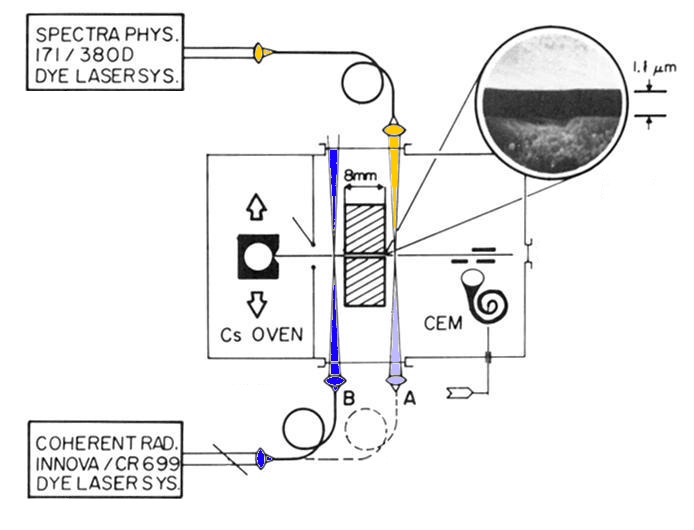 SPECTRA PHYS.
171/380D
DYE LASER SYS.
1.1 μm
8mm
Cs OVEN
CEM
B
A
COHERENT RAD.
INNOVA/CR 699
DYE LASER SYS.